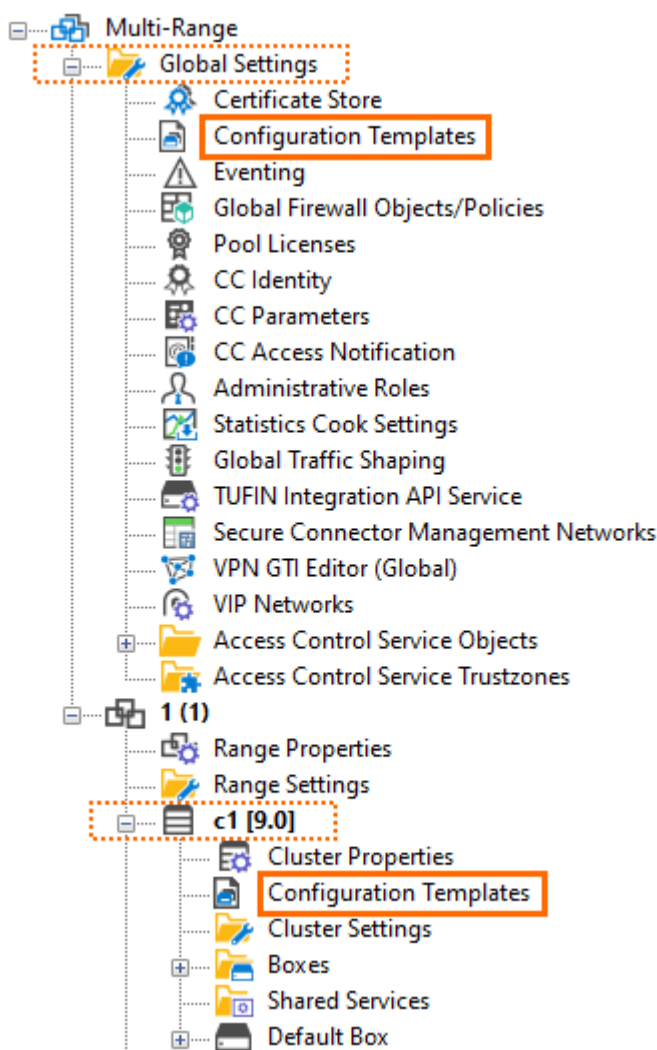 Multi-Range
Global Settings
Certificate Store
Configuration Templates
Eventing
Global Firewall Objects/Policies
Pool Licenses
CC Identity
CC Parameters
CC Access Notification
Administrative Roles
Statistics Cook Settings
Global Traffic Shaping
TUFIN Integration API Service
Secure Connector Management Networks
VPN GTI Editor (Global)
VIP Networks
Access Control Service Objects
Access Control Service Trustzones
1 (1)
Range Properties
Range Settings
c1 [9.0]
Cluster Properties
Configuration Templates
Cluster Settings
Boxes
Shared Services
Default Box